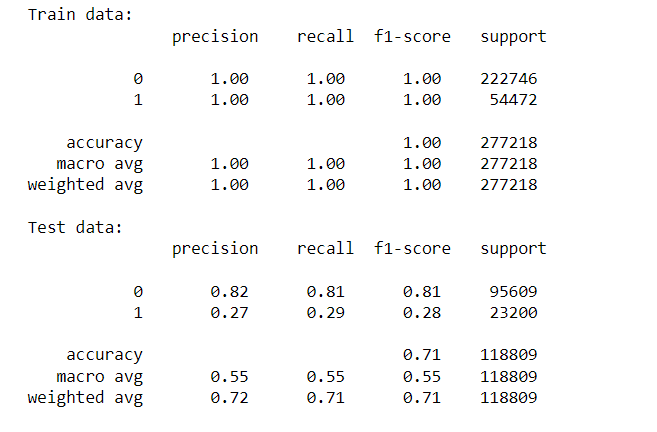 Train data:
precision recall f1-score support
0 1.00 1.00 1.00 222746
1 1.00 1.00 1.00 54472
accuracy 1.00 277218
macro avg 1.00 1.00 1.00 277218
weighted avg 1.00 1.00 1.00 277218
Test data:
precision recall f1-score support
0 0.82 0.81 0.81 95609
1 0.27 0.29 0.28 23200
accuracy 0.71 118809
macro avg 0.55 0.55 0.55 118809
weighted avg 0.72 0.71 0.71 118809